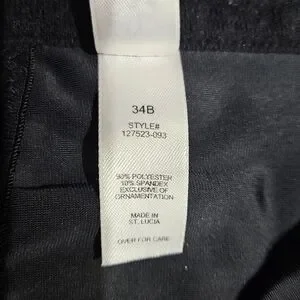 34B
STYLE#
127523-093
90% POLYESTER
10% SPANDEX
EXCLUSIVE OF
ORNAMENTATION
MADE IN
ST. LUCIA
OVER FOR CARE